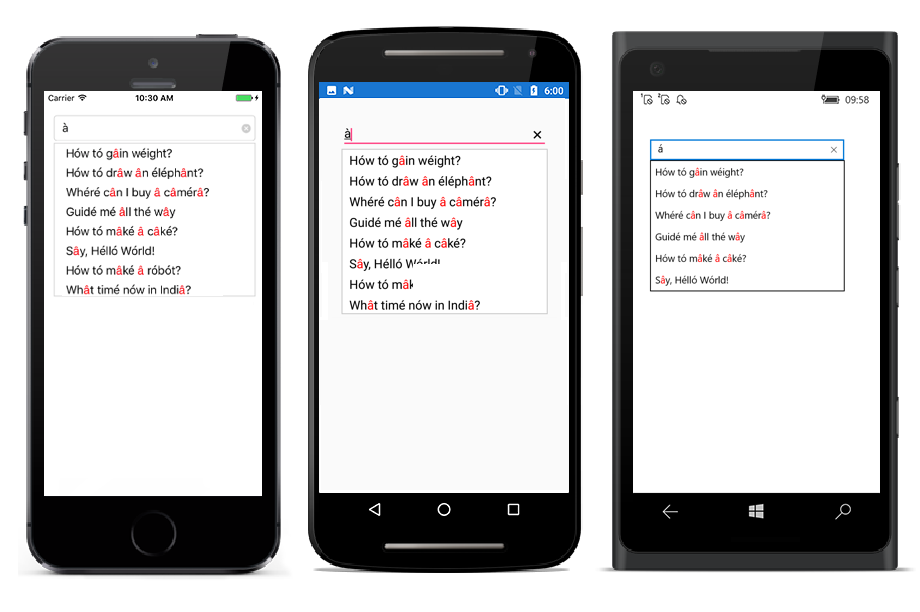 Carrier 10:30 AM
à
Hów tó gâin wéight?
Hów tó drâw ân éléphânt?
Whéré cân I buy â câmérâ?
Guidé mé âll thé wây
Hów tó mâké â câké?
Sây, Hélló Wórld!
Hów tó mâké â róbót?
Whât timé nów in Indiâ?
6:00
à
Hów tó gâin wéight?
Hów tó drâw ân éléphânt?
Whéré cân I buy â câmérâ?
Guidé mé âll thé wây
Hów tó mâké â câké?
Sây, Hélló Wórld!
Hów tó mâk
Whât timé nów in Indiâ?
09:58
á
Hów tó gâin wéight?
Hów tó drâw ân éléphânt?
Whéré cân I buy â câmérâ?
Guidé mé âll thé wây
Hów tó mâké â câké?
Sây, Hélló Wórld!